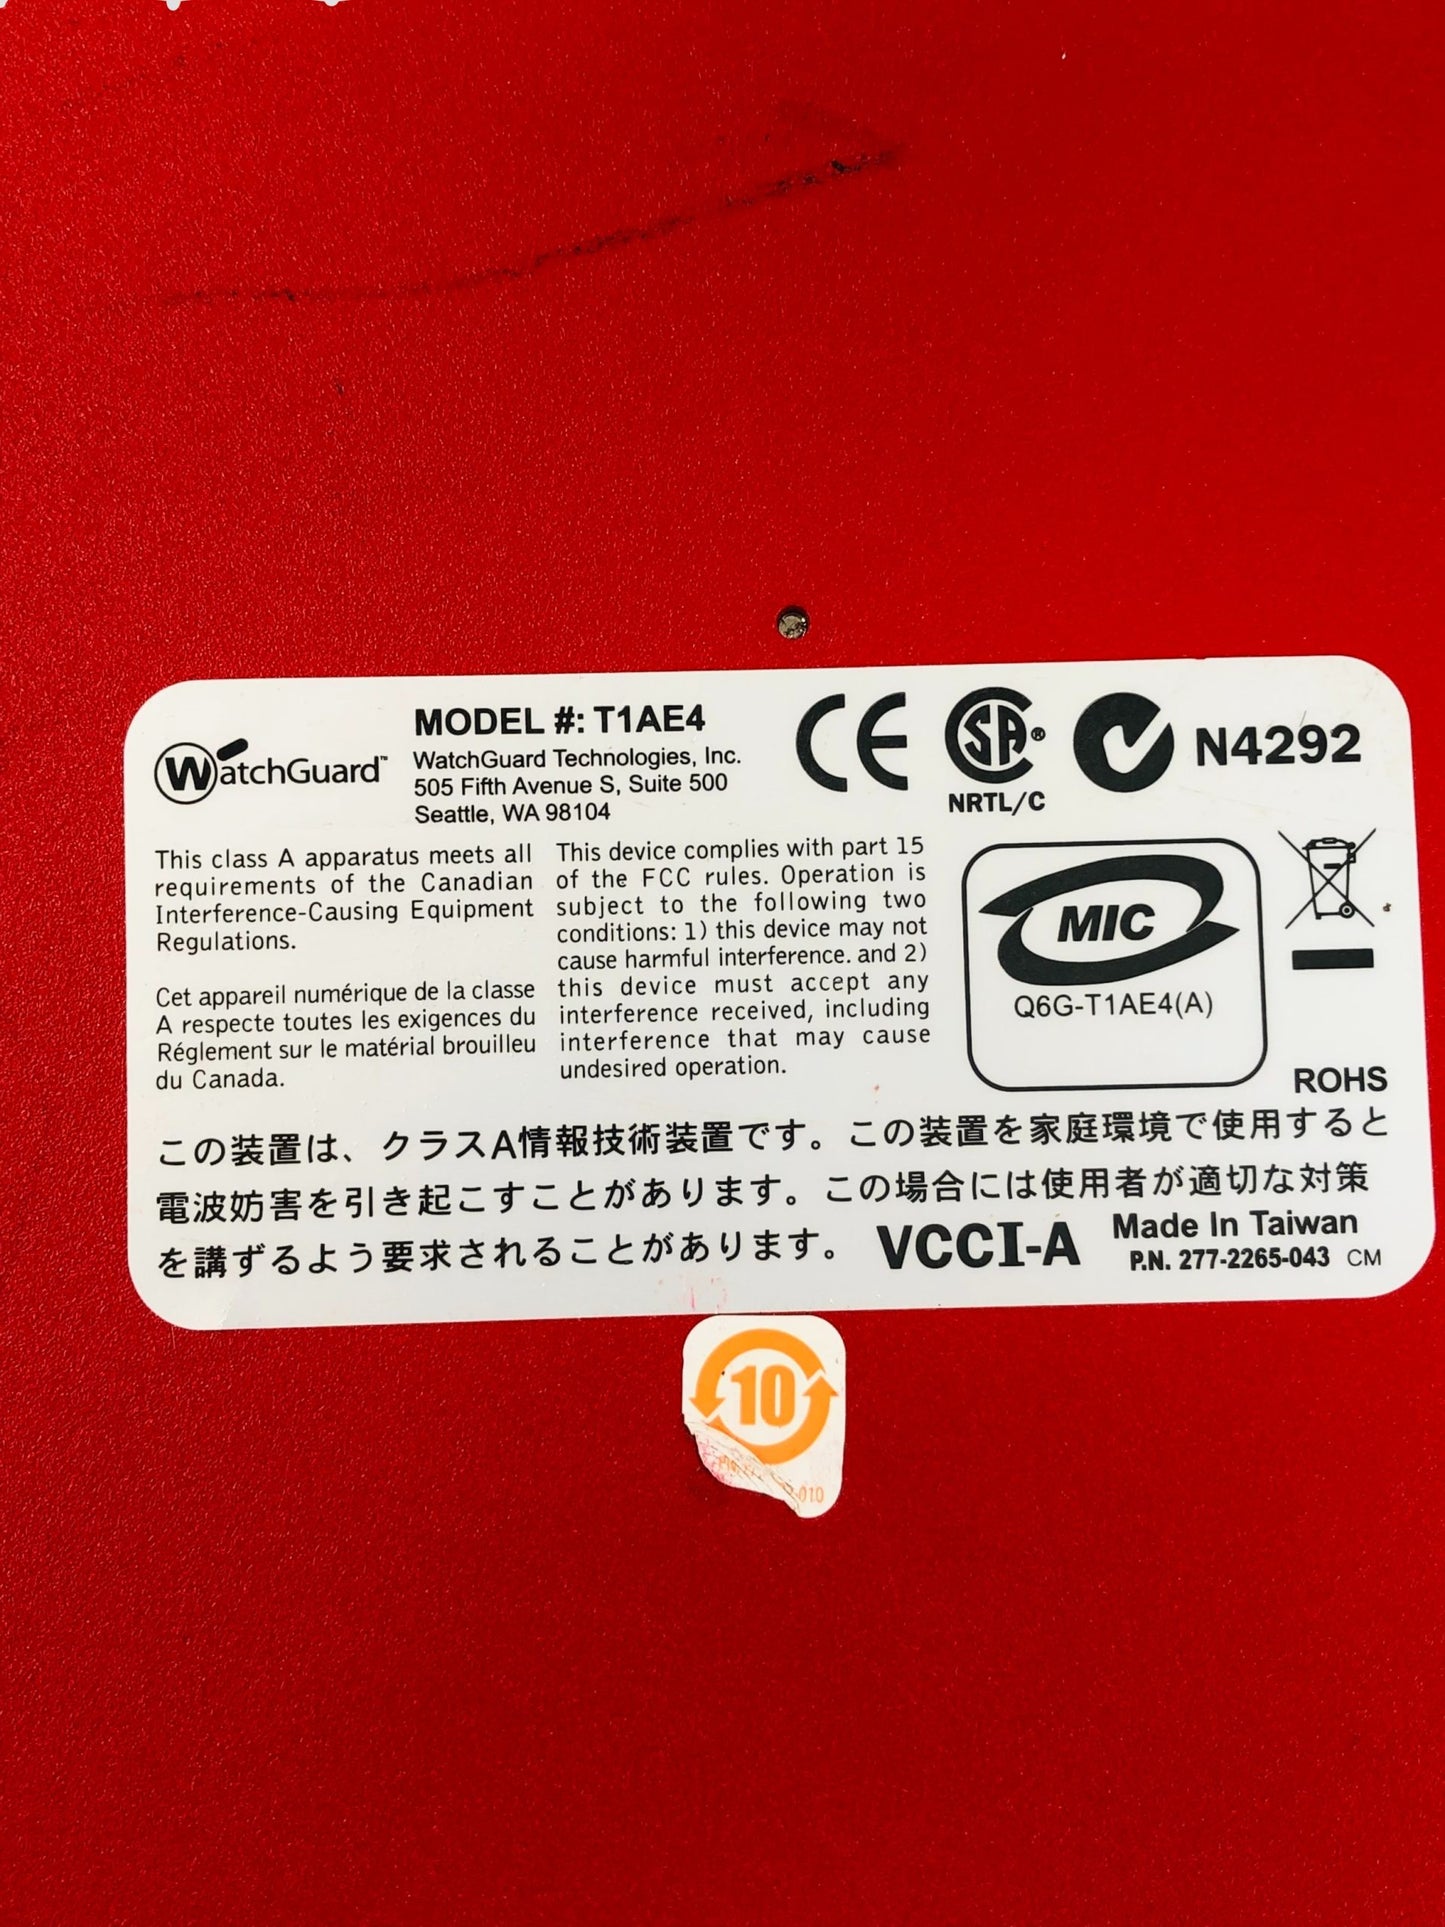 WatchGuard™
MODEL #: T1AE4
WatchGuard Technologies, Inc.
505 Fifth Avenue S, Suite 500
Seattle, WA 98104
CE
SA®
NRTL/C
N4292
This class A apparatus meets all
requirements of the Canadian
Interference-Causing Equipment
Regulations.
Cet appareil numérique de la classe
A respecte toutes les exigences du
Réglement sur le matérial brouilleu
du Canada.
This device complies with part 15
of the FCC rules. Operation is
subject to the following two
conditions: 1) this device may not
cause harmful interference. and 2)
this device must accept any
interference received, including
interference that may cause
undesired operation.
MIC
Q6G-T1AE4(A)
ROHS
この装置は、クラスA情報技術装置です。この装置を家庭環境で使用すると
電波妨害を引き起こすことがあります。この場合には使用者が適切な対策
を講ずるよう要求されることがあります。
VCCI-A
Made In Taiwan
P.N. 277-2265-043 CM
10
-010